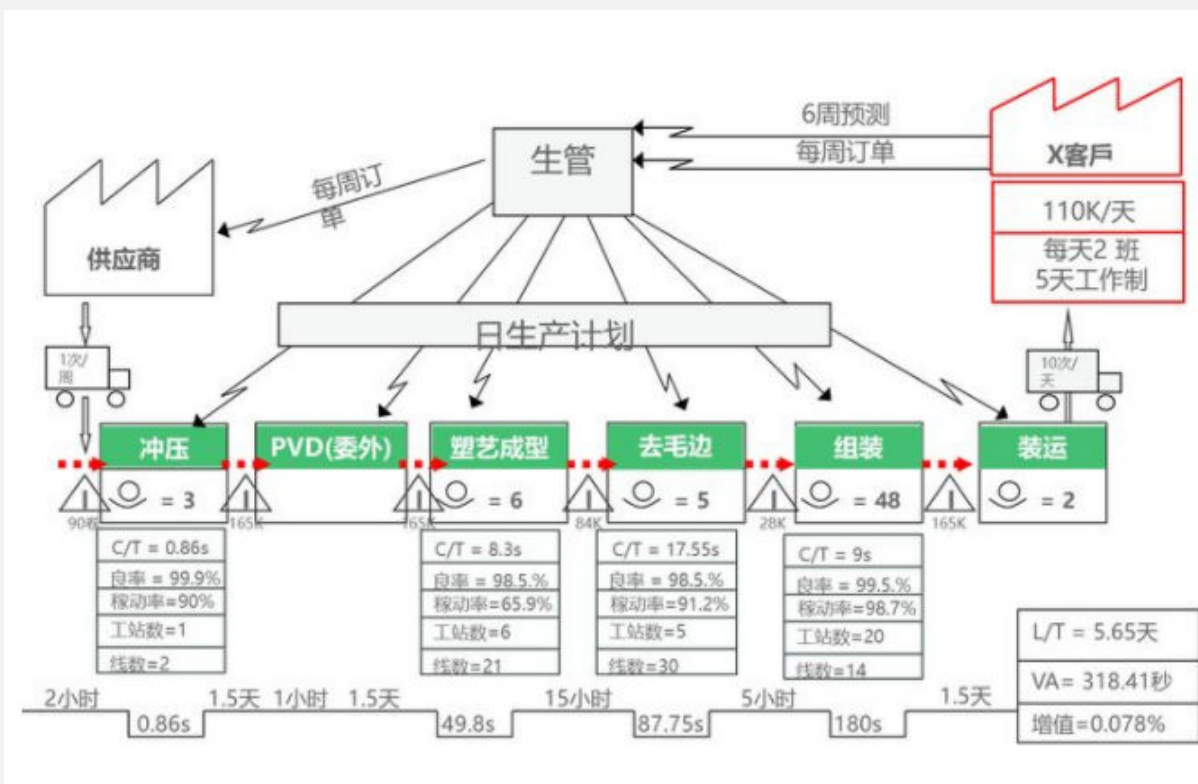 6周预测
每周订单
生管
X客戶
110K/天
每天2 班
5天工作制
每周订
单
供应商
日生产计划
1次/
周
10次/
天
冲压
PVD(委外)
塑艺成型
去毛边
组装
装运
I
= 3
I
I
= 6
I
= 5
I
= 48
I
= 2
165K
84K
28K
165K
C/T = 0.86s
良率 = 99.9%
稼动率=90%
工站数=1
线数=2
C/T = 8.3s
良率 = 98.5.%
稼动率=65.9%
工站数=6
线数=21
C/T = 17.55s
良率 = 98.5.%
稼动率=91.2%
工站数=5
线数=30
C/T = 9s
良率 = 99.5.%
稼动率=98.7%
工站数=20
线数=14
L/T = 5.65天
VA= 318.41秒
增值=0.078%
2小时
0.86s
1.5天
1小时
1.5天
49.8s
15小时
87.75s
5小时
180s
1.5天